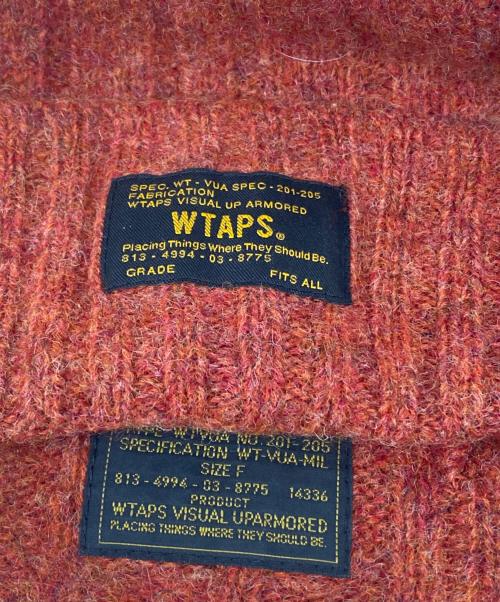 SPEC. WT - VUA SPEC - 201-205
FABRICATION
WTAPS VISUAL UP ARMORED
WTAPS®
Placing Things Where They Should Be.
813 - 4994 - 03 - 8775
GRADE FITS ALL
TYPE WT-VUA NO. 201-205
SPECIFICATION WT-VUA-MIL
SIZE F
813 - 4994 - 03 - 8775 14336
PRODUCT
WTAPS VISUAL UPARMORED
PLACING THINGS WHERE THEY SHOULD BE.